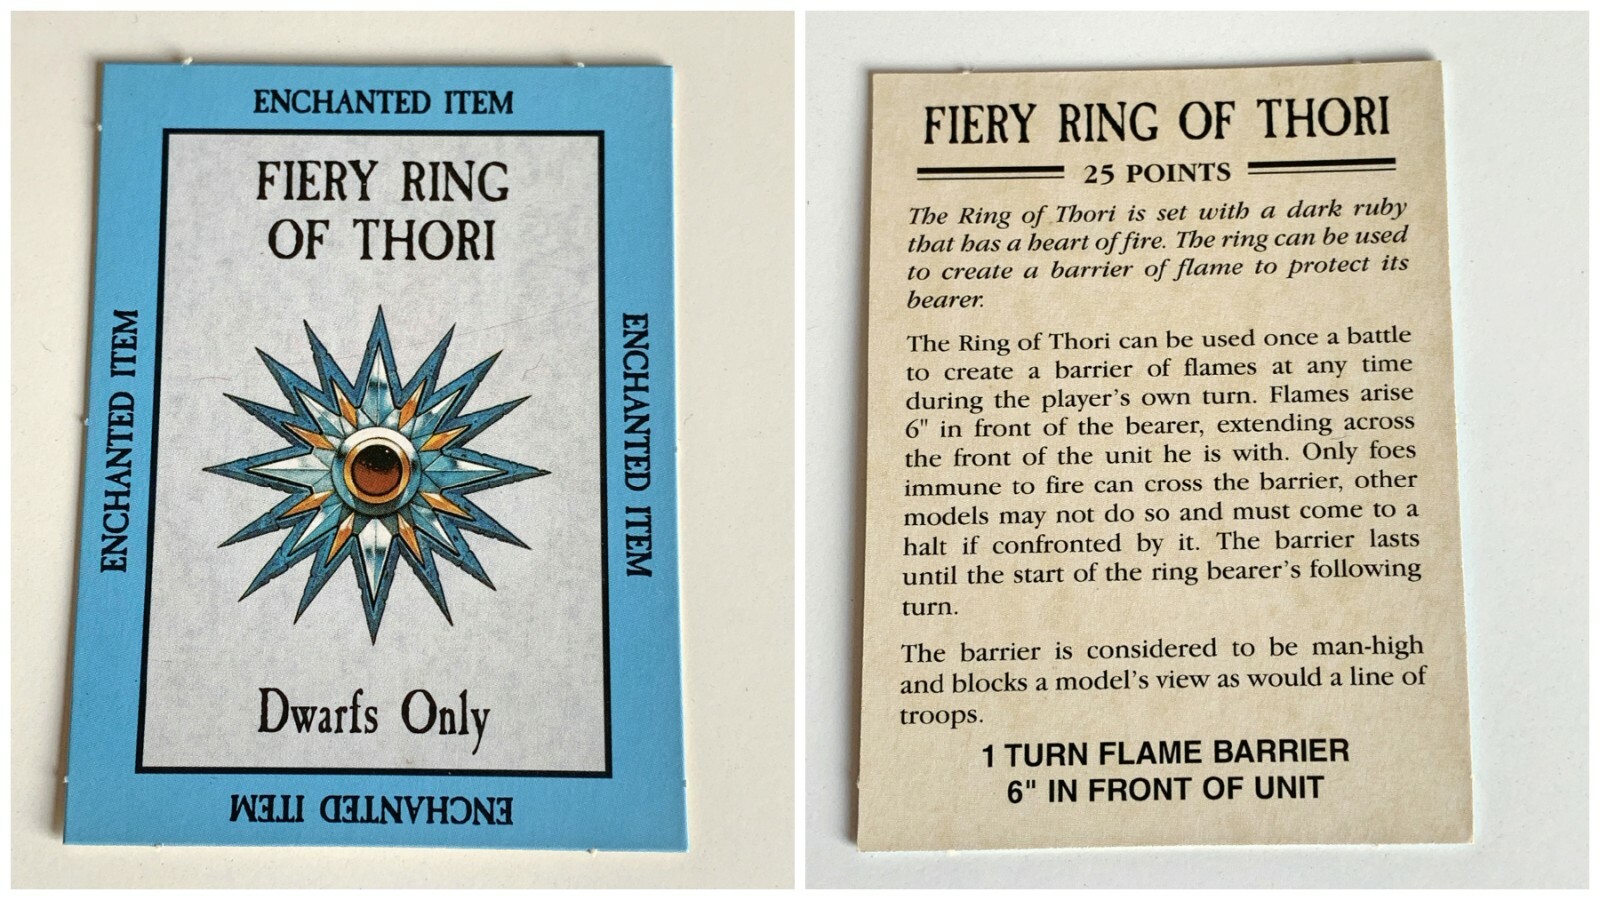 ENCHANTED ITEM
FIERY RING
OF THORI
ENCHANTED ITEM
ENCHANTED ITEM
Dwarfs Only
ENCHANTED ITEM
FIERY RING OF THORI
25 POINTS
The Ring of Thori is set with a dark ruby
that has a heart of fire. The ring can be used
to create a barrier of flame to protect its
bearer.
The Ring of Thori can be used once a battle
to create a barrier of flames at any time
during the player's own turn. Flames arise
6" in front of the bearer, extending across
the front of the unit he is with. Only foes
immune to fire can cross the barrier, other
models may not do so and must come to a
halt if confronted by it. The barrier lasts
until the start of the ring bearer's following
turn.
The barrier is considered to be man-high
and blocks a model's view as would a line of
troops.
1 TURN FLAME BARRIER
6" IN FRONT OF UNIT